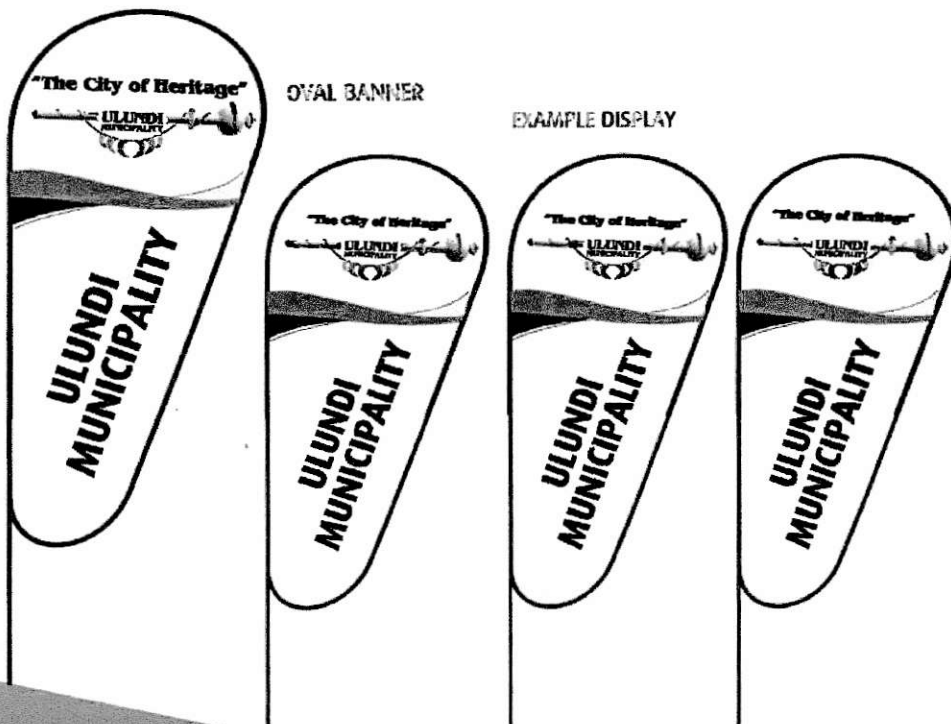 "The City of Heritage"
ULUNDI
MUNICIPALITY
ULUNDI
MUNICIPALITY
OVAL BANNER
EXAMPLE DISPLAY
"The City of Heritage"
ULUNDI
MUNICIPALITY
ULUNDI
MUNICIPALITY
"The City of Heritage"
ULUNDI
MUNICIPALITY
ULUNDI
MUNICIPALITY
"The City of Heritage"
ULUNDI
MUNICIPALITY
ULUNDI
MUNICIPALITY